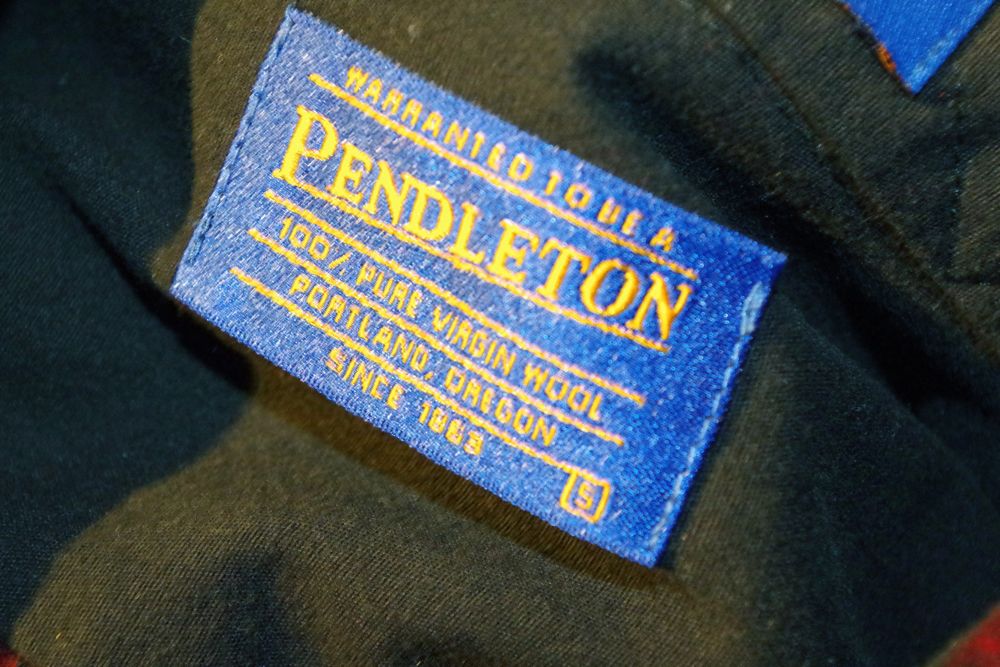 WARRANTED TO BE A
PENDLETON
100% PURE VIRGIN WOOL
PORTLAND, OREGON
SINCE 1863
S